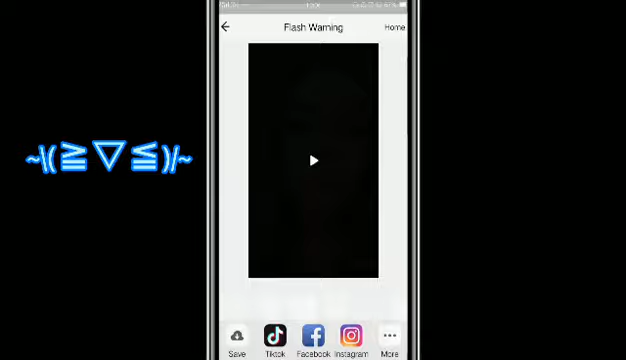 Flash Warning
Home
~\(≧▽≦)/~
Save
Tiktok
Facebook
Instagram
More